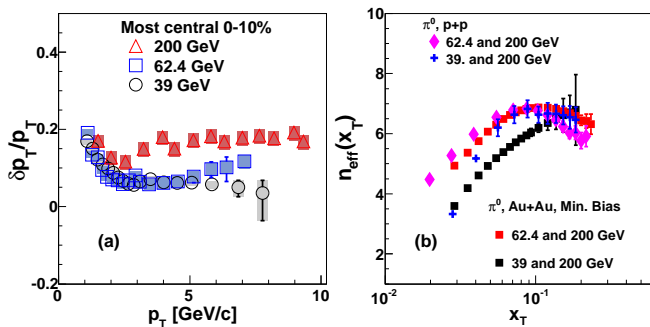 Most central 0-10%
200 GeV
62.4 GeV
39 GeV
0.4
0.2
0
-0.2
δp_T/p_T
(a)
0
5
10
p_T [GeV/c]
π⁰, p+p
62.4 and 200 GeV
39. and 200 GeV
10
8
6
4
2
0
n_eff(x_T)
π⁰, Au+Au, Min. Bias
62.4 and 200 GeV
39 and 200 GeV
(b)
10⁻²
10⁻¹
1
x_T